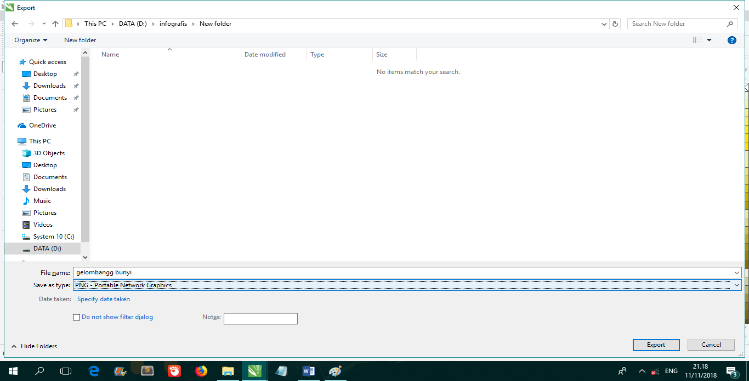 Export
This PC > DATA (D:) > infografis > New folder
Search New folder
Organize
New folder
Name
Date modified
Type
Size
No items match your search.
Quick access
Desktop
Downloads
Documents
Pictures
OneDrive
This PC
3D Objects
Desktop
Documents
Downloads
Music
Pictures
Videos
System 10 (C:)
DATA (D:)
File name: gelombangg bunyi
Save as type: PNG - Portable Network Graphics
Date taken: Specify date taken
Do not show filter dialog
Notes:
Hide Folders
Export
Cancel
ENG
21.18
11/11/2018
3